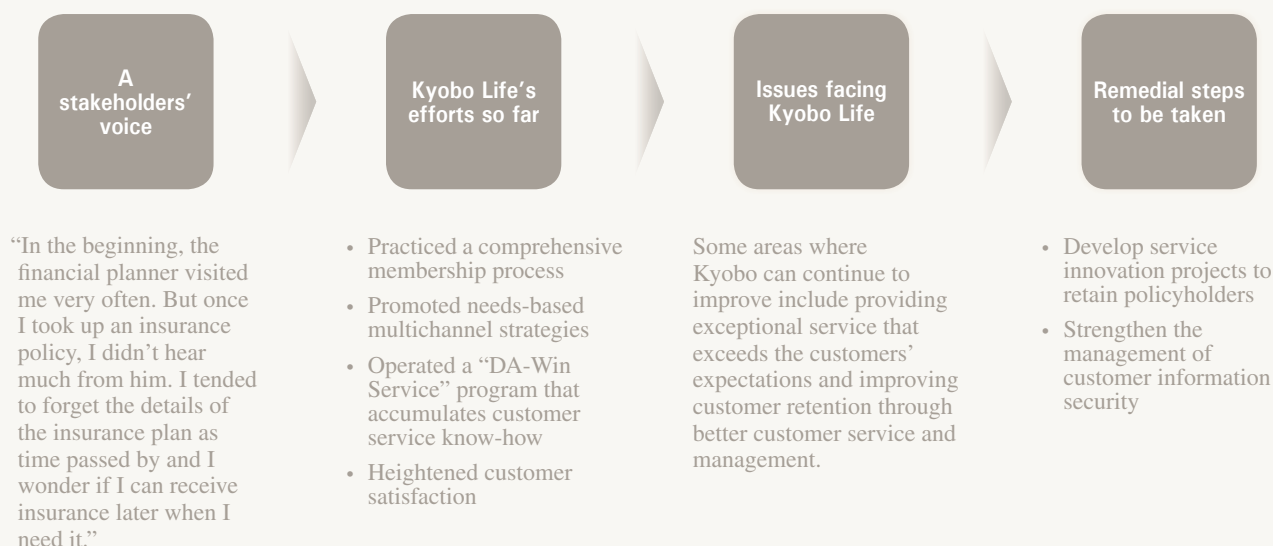 A
stakeholders’
voice
Kyobo Life’s
efforts so far
Issues facing
Kyobo Life
Remedial steps
to be taken
“In the beginning, the
financial planner visited
me very often. But once
I took up an insurance
policy, I didn’t hear
much from him. I tended
to forget the details of
the insurance plan as
time passed by and I
wonder if I can receive
insurance later when I
need it.”
• Practiced a comprehensive
membership process
• Promoted needs-based
multichannel strategies
• Operated a “DA-Win
Service” program that
accumulates customer
service know-how
• Heightened customer
satisfaction
Some areas where
Kyobo can continue to
improve include providing
exceptional service that
exceeds the customers’
expectations and improving
customer retention through
better customer service and
management.
• Develop service
innovation projects to
retain policyholders
• Strengthen the
management of
customer information
security